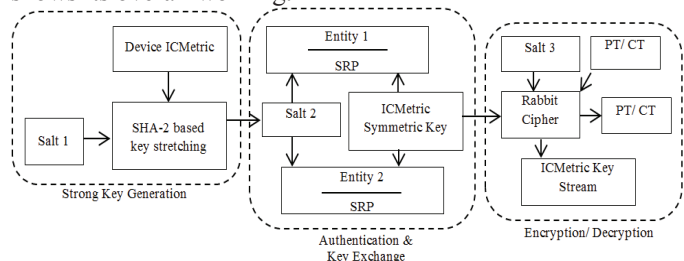 Device ICMetric
Salt 1
SHA-2 based
key stretching
Strong Key Generation
Entity 1
SRP
Salt 2
ICMetric
Symmetric Key
Entity 2
SRP
Authentication &
Key Exchange
Salt 3
PT/ CT
Rabbit
Cipher
PT/ CT
ICMetric Key
Stream
Encryption/ Decryption